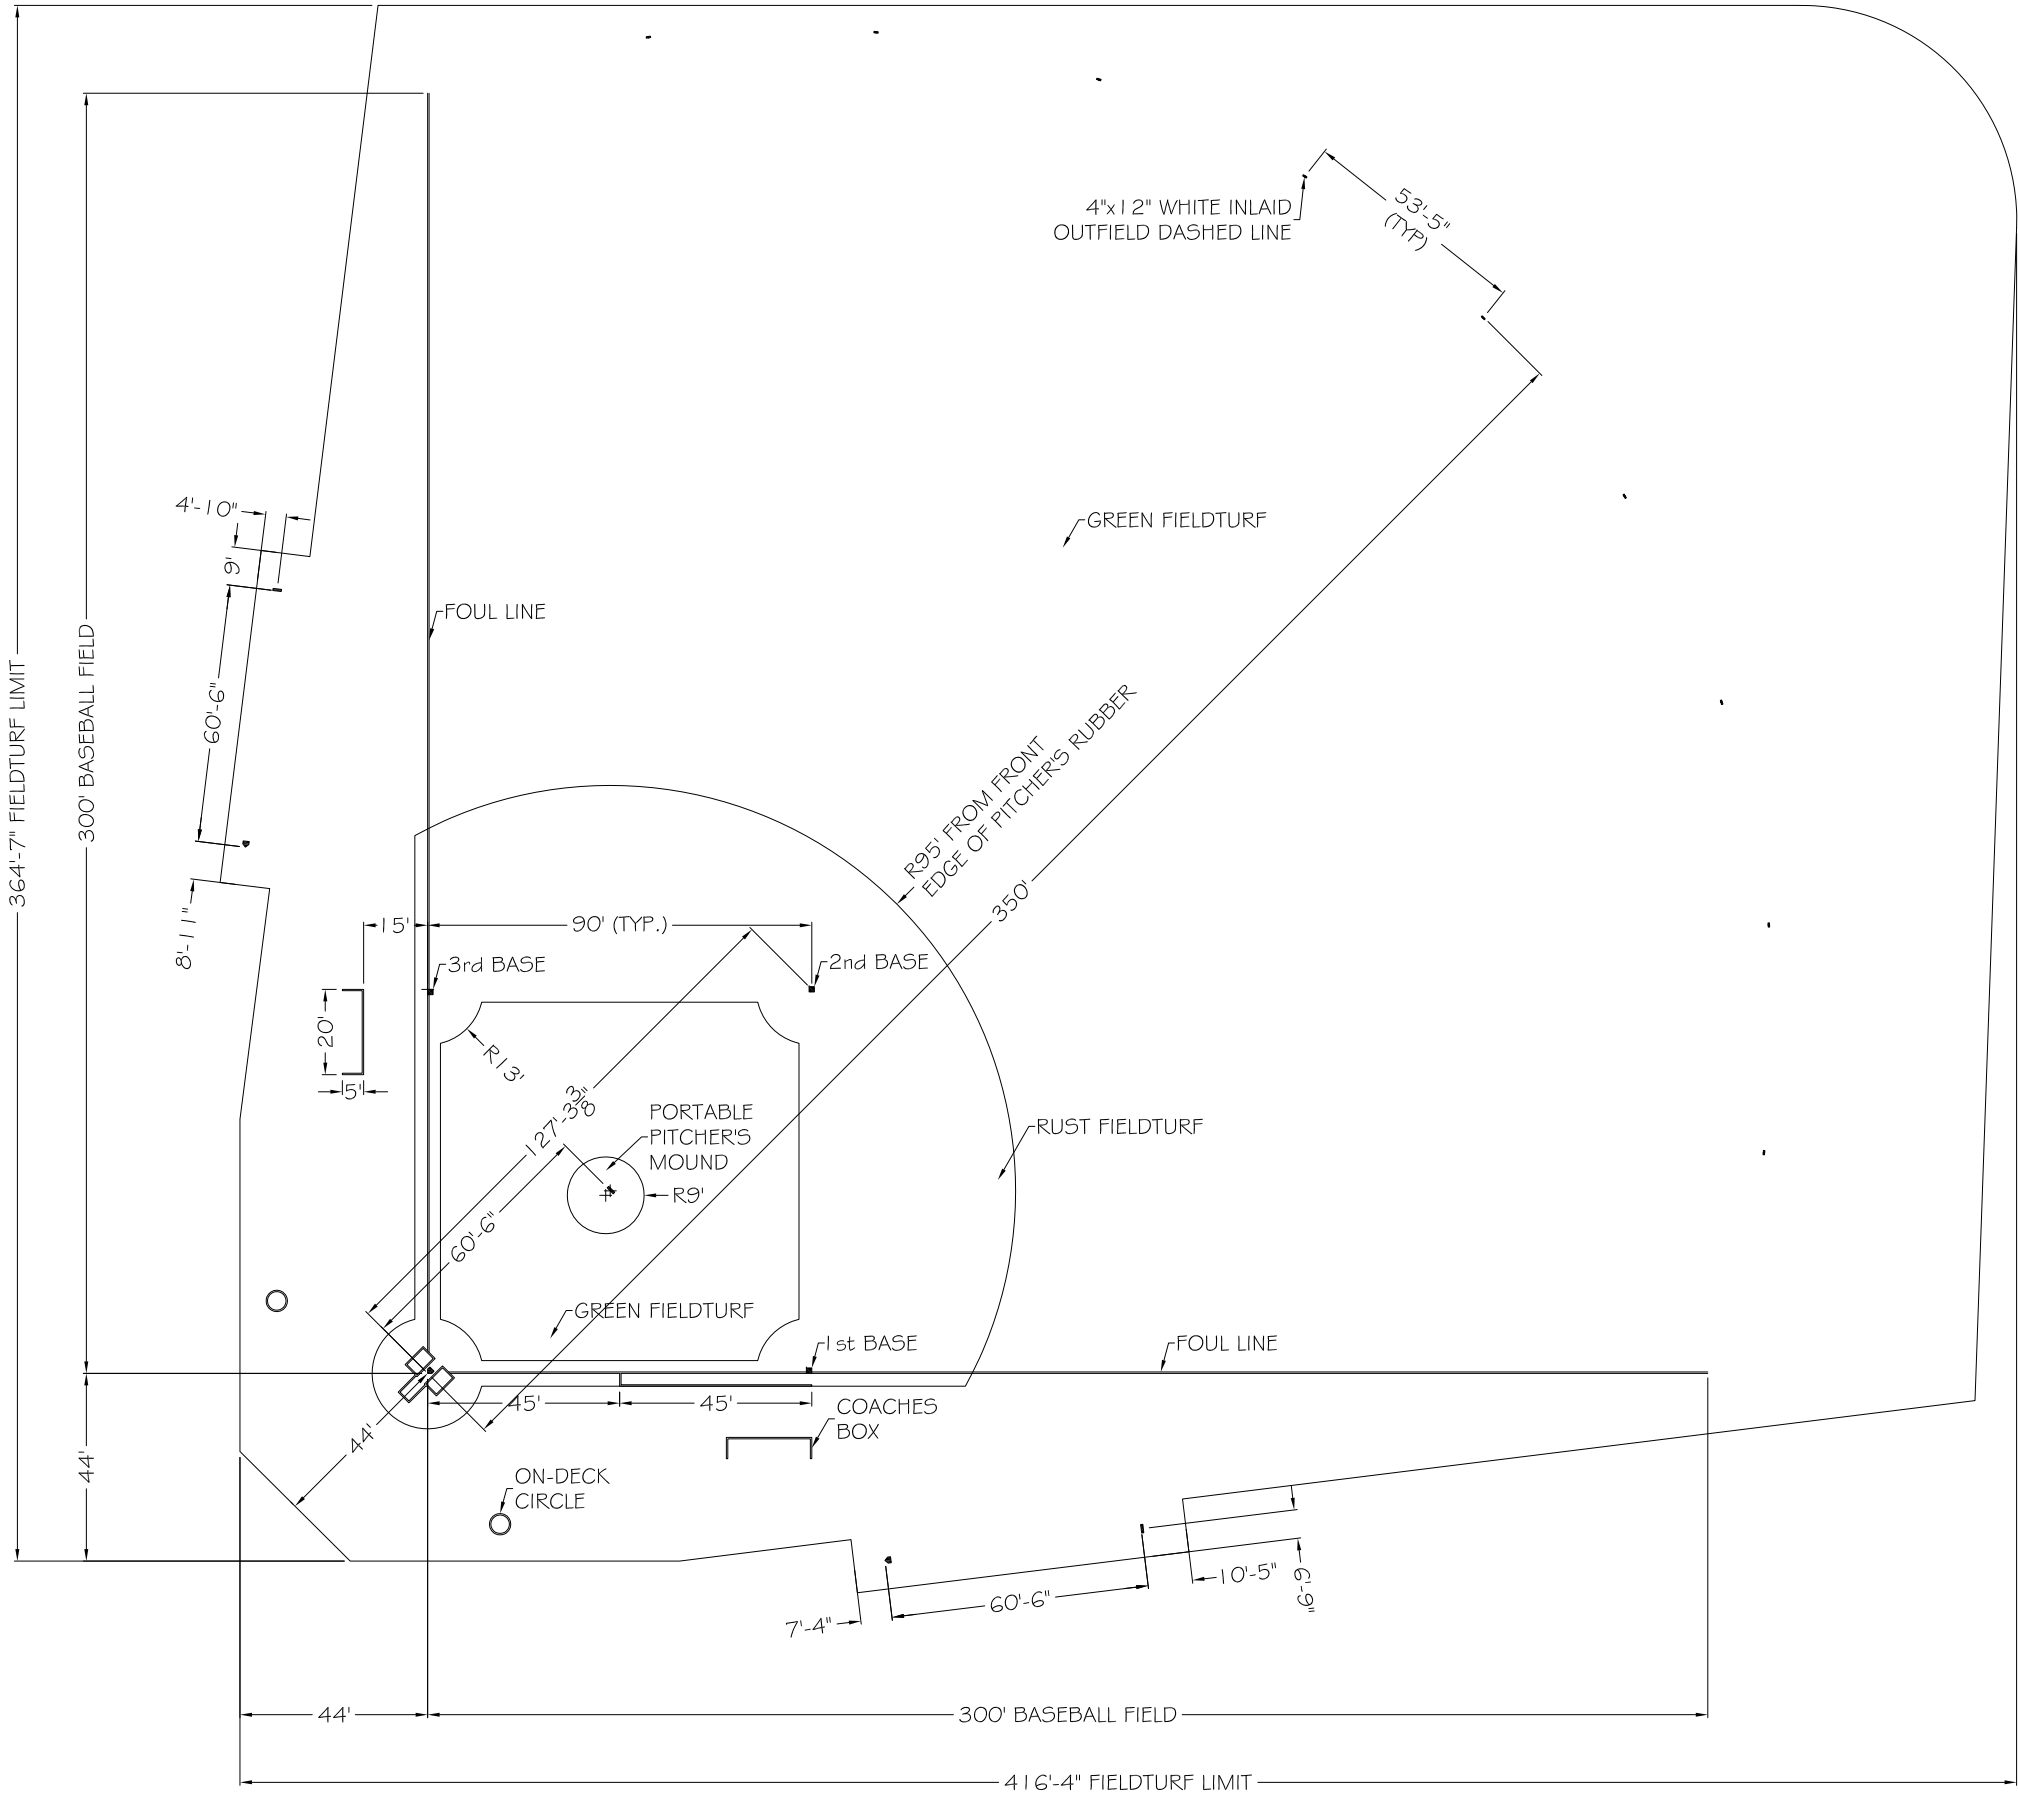 4"x12" WHITE INLAID
OUTFIELD DASHED LINE
53'-5"
(TYP)
4'-10"
9'
GREEN FIELDTURF
FOUL LINE
60'-6"
364'-7" FIELDTURF LIMIT
300' BASEBALL FIELD
R95' FROM FRONT
EDGE OF PITCHER'S RUBBER
350'
8'-11"
15'
90' (TYP.)
3rd BASE
2nd BASE
20'
5'
R13'
127'-3 3/8"
PORTABLE
PITCHER'S
MOUND
R9'
RUST FIELDTURF
60'-6"
GREEN FIELDTURF
1st BASE
FOUL LINE
45'
45'
COACHES
BOX
44'
44'
ON-DECK
CIRCLE
10'-5"
6'-9"
60'-6"
7'-4"
44'
300' BASEBALL FIELD
416'-4" FIELDTURF LIMIT